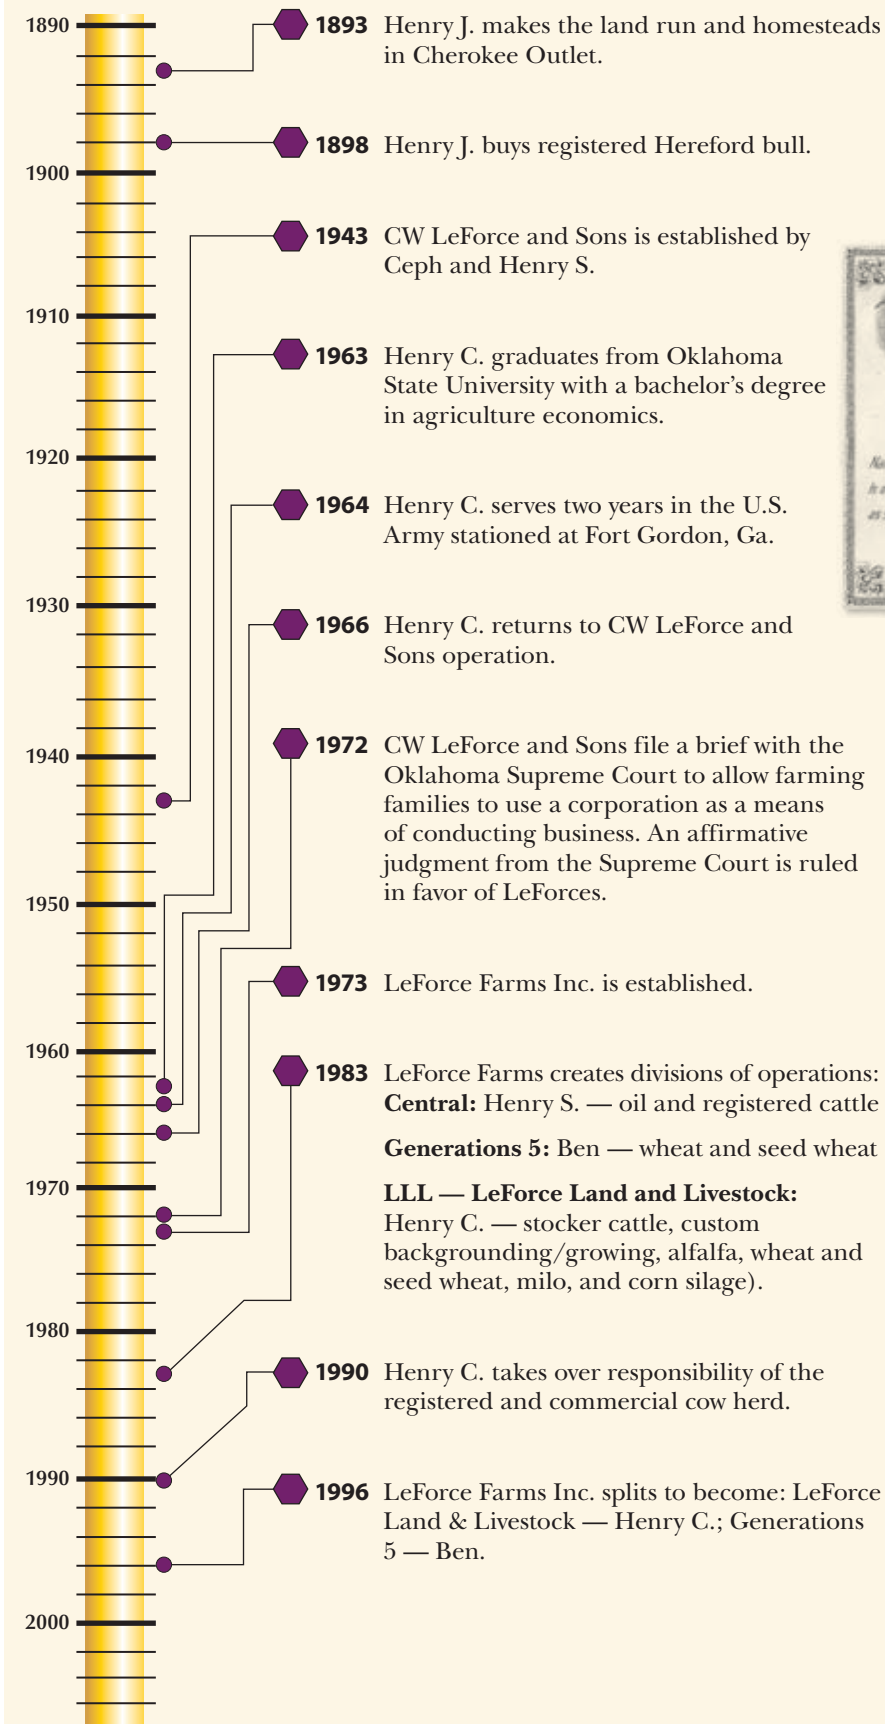 1890
1900
1910
1920
1930
1940
1950
1960
1970
1980
1990
2000
1893 Henry J. makes the land run and homesteads
in Cherokee Outlet.
1898 Henry J. buys registered Hereford bull.
1943 CW LeForce and Sons is established by
Ceph and Henry S.
1963 Henry C. graduates from Oklahoma
State University with a bachelor’s degree
in agriculture economics.
1964 Henry C. serves two years in the U.S.
Army stationed at Fort Gordon, Ga.
1966 Henry C. returns to CW LeForce and
Sons operation.
1972 CW LeForce and Sons file a brief with the
Oklahoma Supreme Court to allow farming
families to use a corporation as a means
of conducting business. An affirmative
judgment from the Supreme Court is ruled
in favor of LeForces.
1973 LeForce Farms Inc. is established.
1983 LeForce Farms creates divisions of operations:
Central: Henry S. — oil and registered cattle
Generations 5: Ben — wheat and seed wheat
LLL — LeForce Land and Livestock:
Henry C. — stocker cattle, custom
backgrounding/growing, alfalfa, wheat and
seed wheat, milo, and corn silage).
1990 Henry C. takes over responsibility of the
registered and commercial cow herd.
1996 LeForce Farms Inc. splits to become: LeForce
Land & Livestock — Henry C.; Generations
5 — Ben.